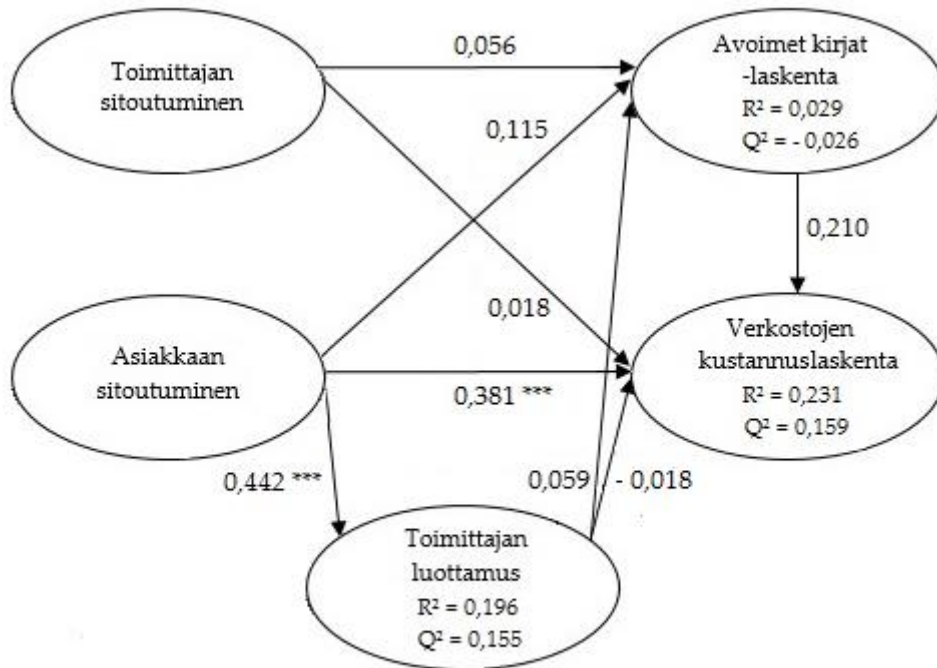 Toimittajan
sitoutuminen
0,056
Avoimet kirjat
-laskenta
R² = 0,029
Q² = - 0,026
0,115
0,210
0,018
Asiakkaan
sitoutuminen
0,381 ***
Verkostojen
kustannuslaskenta
R² = 0,231
Q² = 0,159
0,442 ***
0,059
- 0,018
Toimittajan
luottamus
R² = 0,196
Q² = 0,155